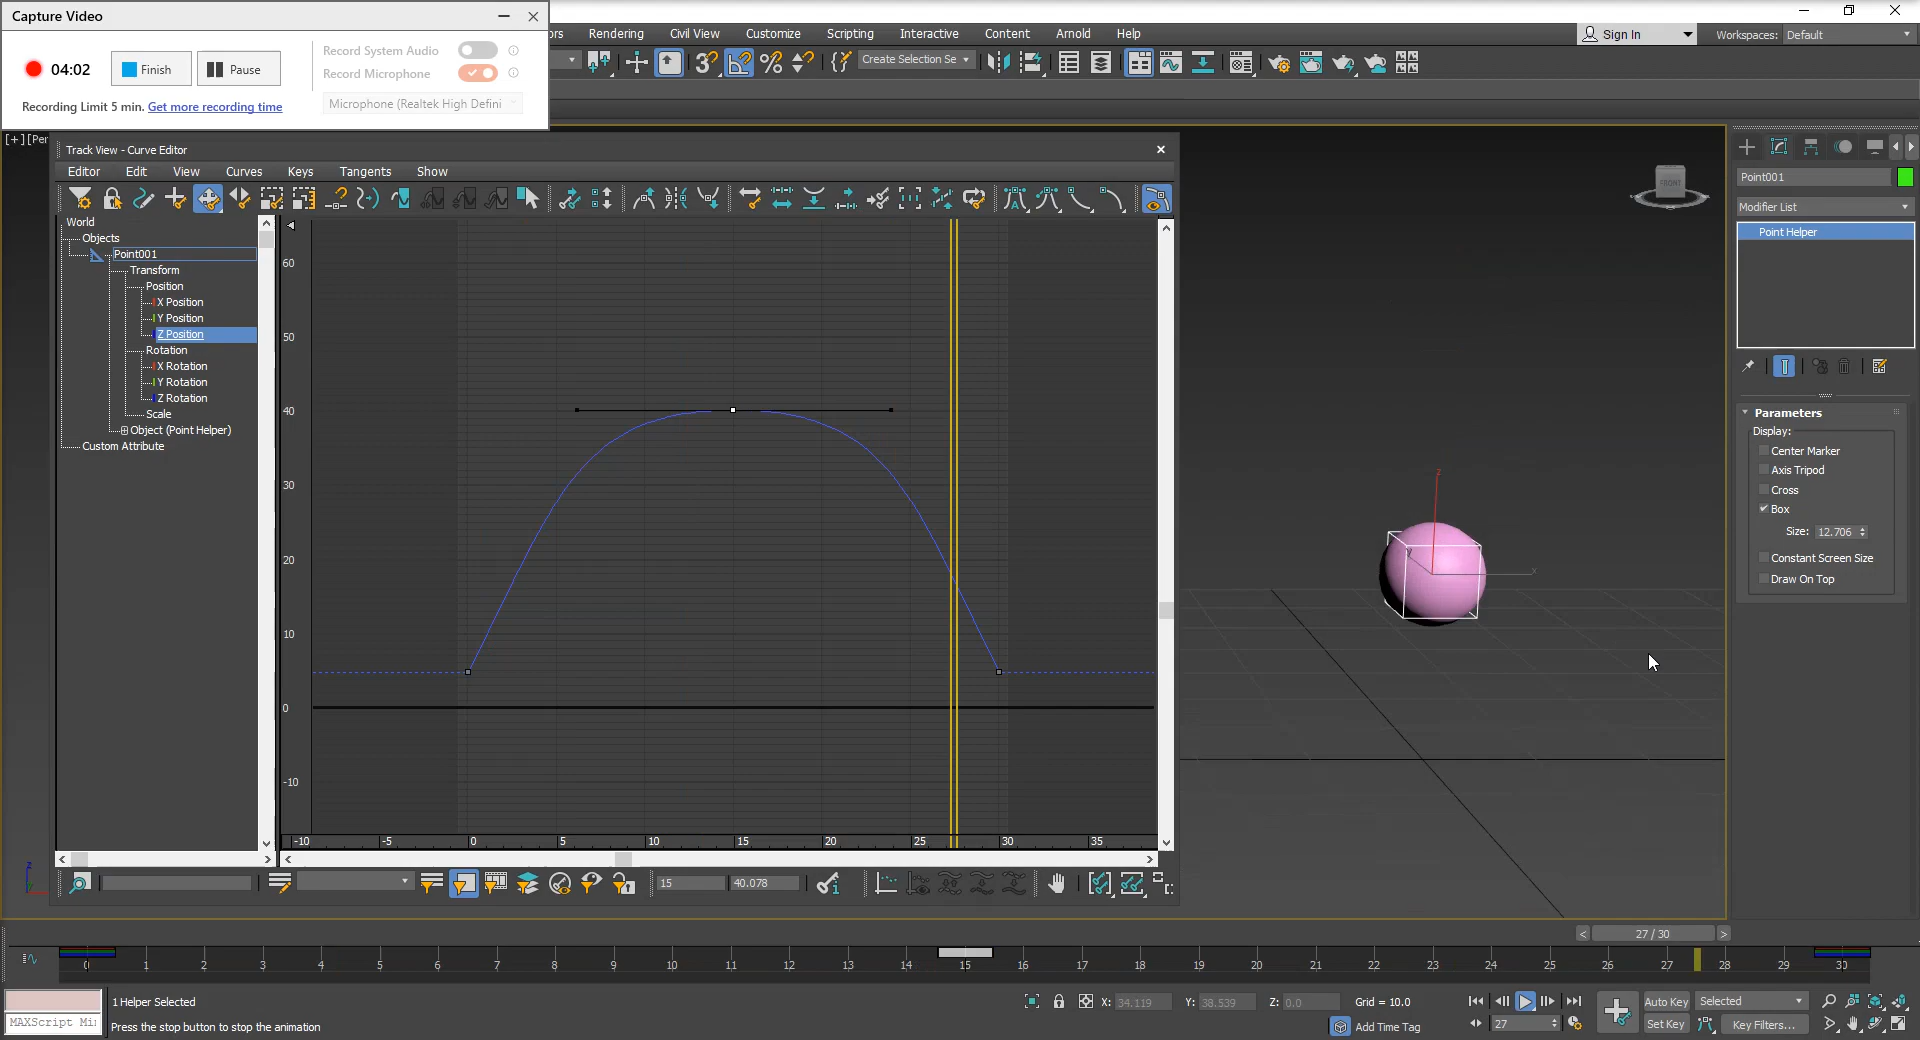 Capture Video
04:02
Finish
Pause
Record System Audio
Record Microphone
Microphone (Realtek High Defini
Recording Limit 5 min. Get more recording time
ors Rendering Civil View Customize Scripting Interactive Content Arnold Help
Sign In
Workspaces: Default
3
Create Selection Se
[+][Per
Track View - Curve Editor
Editor Edit View Curves Keys Tangents Show
World
Objects
Point001
Transform
Position
X Position
Y Position
Z Position
Rotation
X Rotation
Y Rotation
Z Rotation
Scale
Object (Point Helper)
Custom Attribute
60
50
40
30
20
10
0
-10
-10 -5 0 5 10 15 20 25 30 35
15 40.078
FRONT
z
x
y
Point001
Modifier List
Point Helper
Parameters
Display:
Center Marker
Axis Tripod
Cross
Box
Size: 12.706
Constant Screen Size
Draw On Top
< 27 / 30 >
0 1 2 3 4 5 6 7 8 9 10 11 12 13 14 15 16 17 18 19 20 21 22 23 24 25 26 27 28 29 30
MAXScript Mi
1 Helper Selected
Press the stop button to stop the animation
X: 34.119 Y: 38.539 Z: 0.0 Grid = 10.0
Add Time Tag
27
Auto Key Selected
Set Key Key Filters...